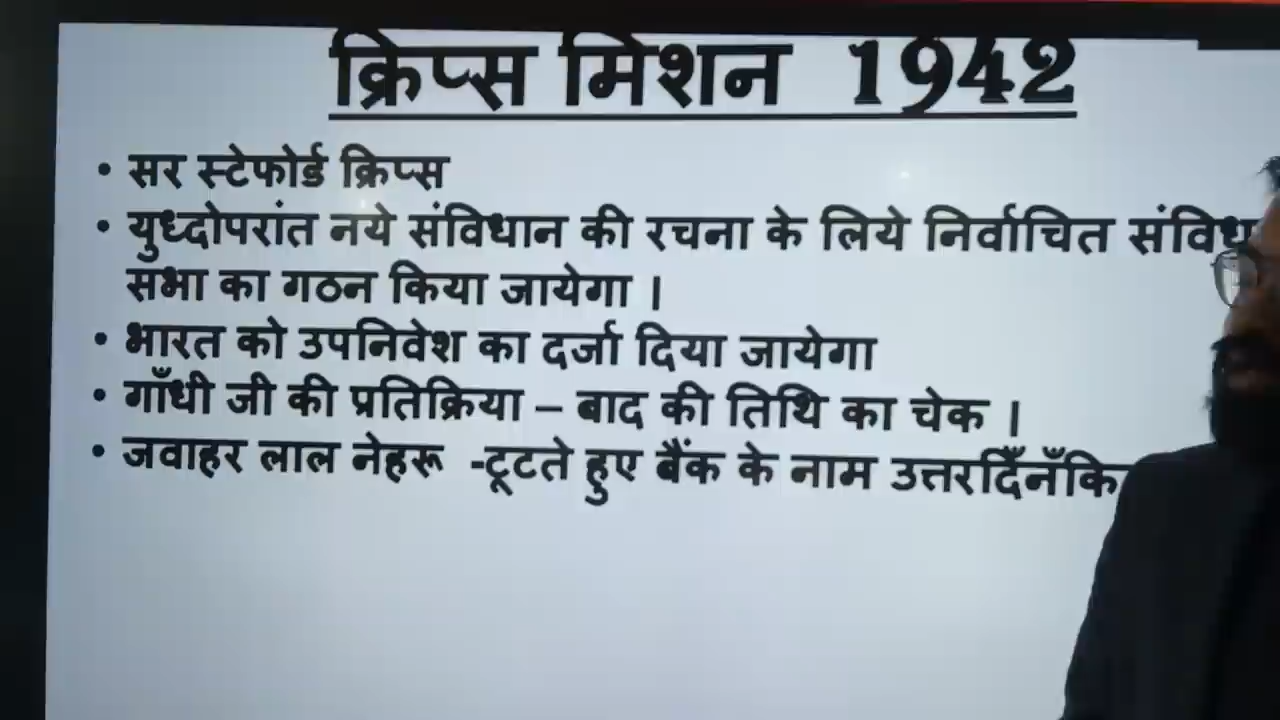 क्रिप्स मिशन 1942
• सर स्टेफोर्ड क्रिप्स
• युध्दोपरांत नये संविधान की रचना के लिये निर्वाचित
सभा का गठन किया जायेगा ।
• भारत को उपनिवेश का दर्जा दिया जायेगा
• गाँधी जी की प्रतिक्रिया – बाद की तिथि का चेक ।
• जवाहर लाल नेहरू -टूटते हुए बैंक के नाम